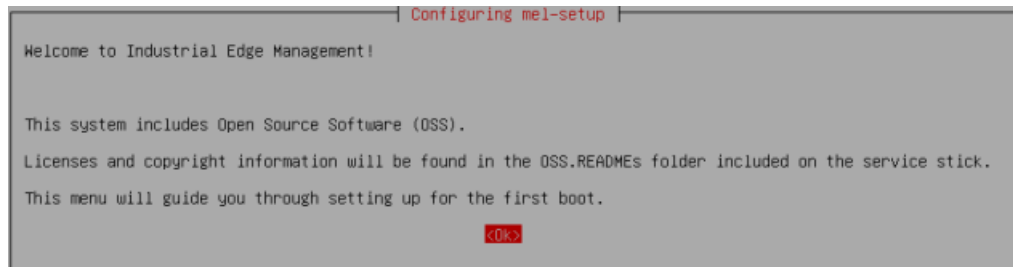 Configuring mel-setup
Welcome to Industrial Edge Management!
This system includes Open Source Software (OSS).
Licenses and copyright information will be found in the OSS.READMEs folder included on the service stick.
This menu will guide you through setting up for the first boot.
<Ok>